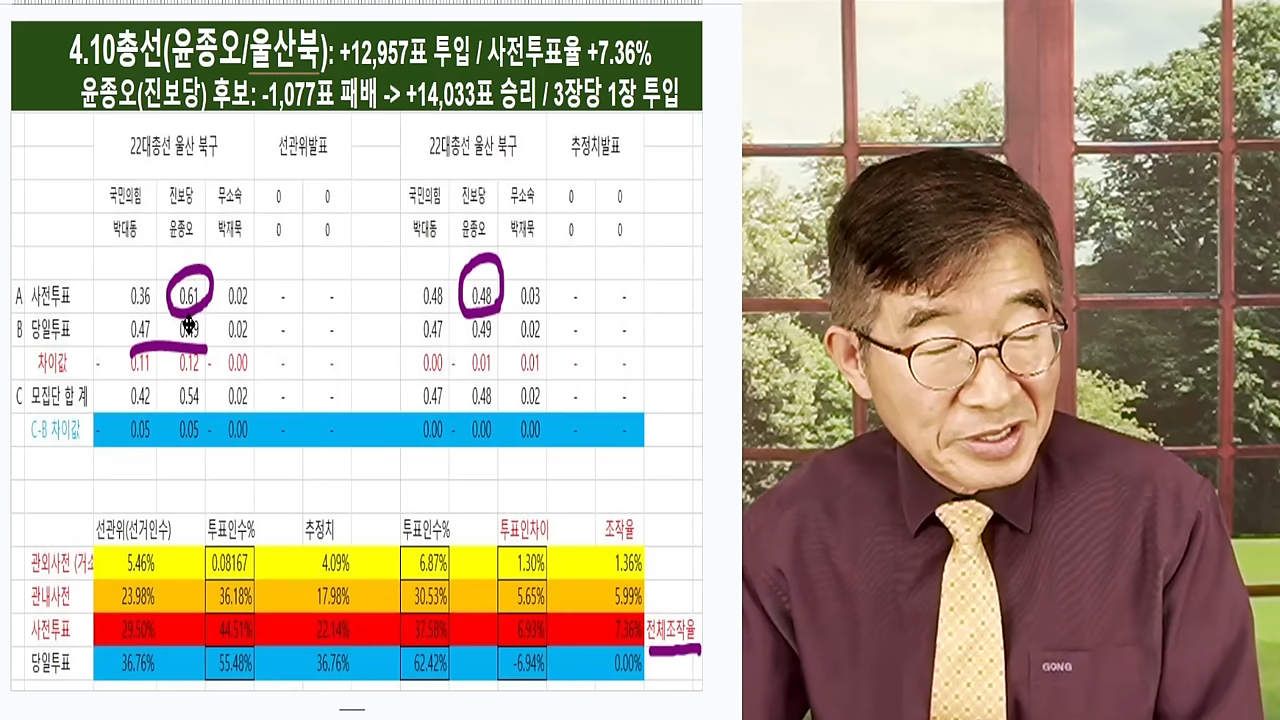 4.10총선(윤종오/울산북): +12,957표 투입 / 사전투표율 +7.36%
윤종오(진보당) 후보: -1,077표 패배 -> +14,033표 승리 / 3장당 1장 투입
22대총선 울산 북구 선관위발표 22대총선 울산 북구 추정치발표
국민의힘 진보당 무소속 0 0 국민의힘 진보당 무소속 0 0
박대동 윤종오 박재묵 0 0 박대동 윤종오 박재묵 0 0
A 사전투표 0.36 0.61 0.02 - - 0.48 0.48 0.03 - -
B 당일투표 0.47 0.02 - - 0.47 0.49 0.02 - -
차이값 - 0.11 0.12 - 0.00 - - 0.00 - 0.01 0.01 - -
C 모집단 합 계 0.42 0.54 0.02 - - 0.47 0.48 0.02 - -
C-B 차이값 - 0.05 0.05 - 0.00 - - 0.00 - 0.00 0.00 - -
선관위(선거인수) 투표인수% 추정치 투표인수% 투표인차이 조작율
관외사전 (거소 5.46% 0.08167 4.09% 6.87% 1.30% 1.36%
관내사전 23.98% 36.18% 17.98% 30.53% 5.65% 5.99%
사전투표 29.50% 44.51% 22.14% 37.58% 6.93% 7.36% 전체조작율
당일투표 36.76% 55.48% 36.76% 62.42% -6.94% 0.00%
GONG